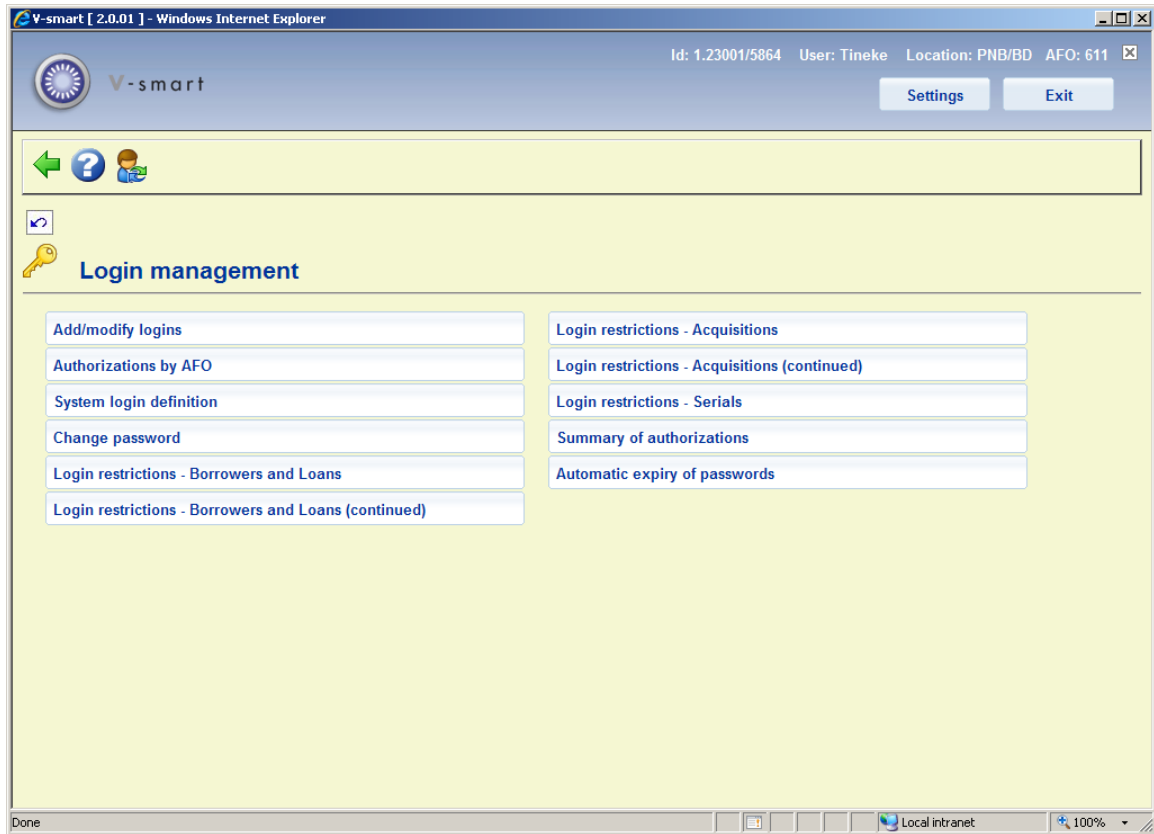 V-smart [ 2.0.01 ] - Windows Internet Explorer
Id: 1.23001/5864 User: Tineke Location: PNB/BD AFO: 611
V-smart
Settings Exit
Login management
Add/modify logins
Authorizations by AFO
System login definition
Change password
Login restrictions - Borrowers and Loans
Login restrictions - Borrowers and Loans (continued)
Login restrictions - Acquisitions
Login restrictions - Acquisitions (continued)
Login restrictions - Serials
Summary of authorizations
Automatic expiry of passwords
Done Local intranet 100%